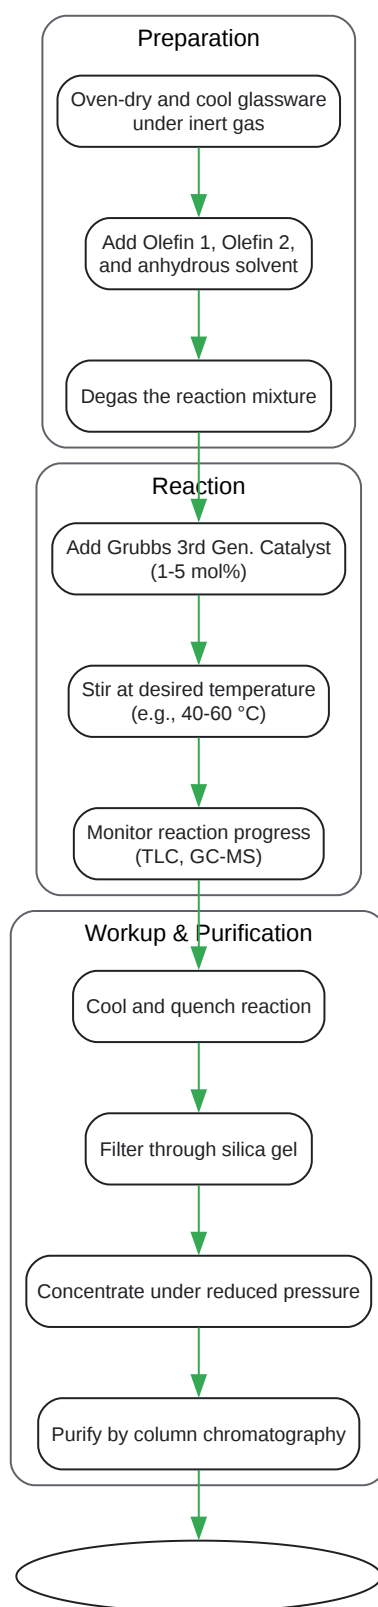 Preparation
Oven-dry and cool glassware
under inert gas
Add Olefin 1, Olefin 2,
and anhydrous solvent
Degas the reaction mixture
Reaction
Add Grubbs 3rd Gen. Catalyst
(1-5 mol%)
Stir at desired temperature
(e.g., 40-60 °C)
Monitor reaction progress
(TLC, GC-MS)
Workup & Purification
Cool and quench reaction
Filter through silica gel
Concentrate under reduced pressure
Purify by column chromatography